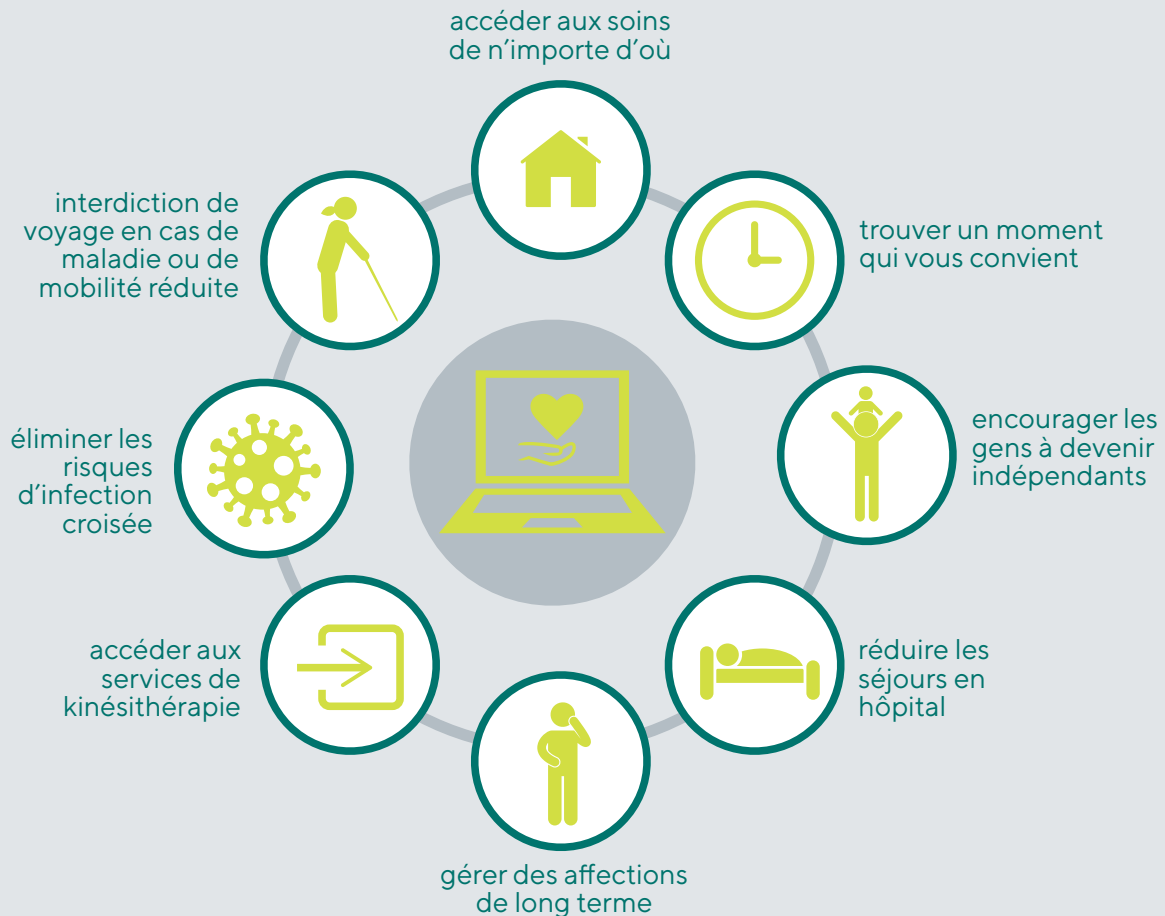 accéder aux soins
de n’importe d’où
trouver un moment
qui vous convient
encourager les
gens à devenir
indépendants
réduire les
séjours en
hôpital
gérer des affections
de long terme
accéder aux
services de
kinésithérapie
éliminer les
risques
d’infection
croisée
interdiction de
voyage en cas de
maladie ou de
mobilité réduite